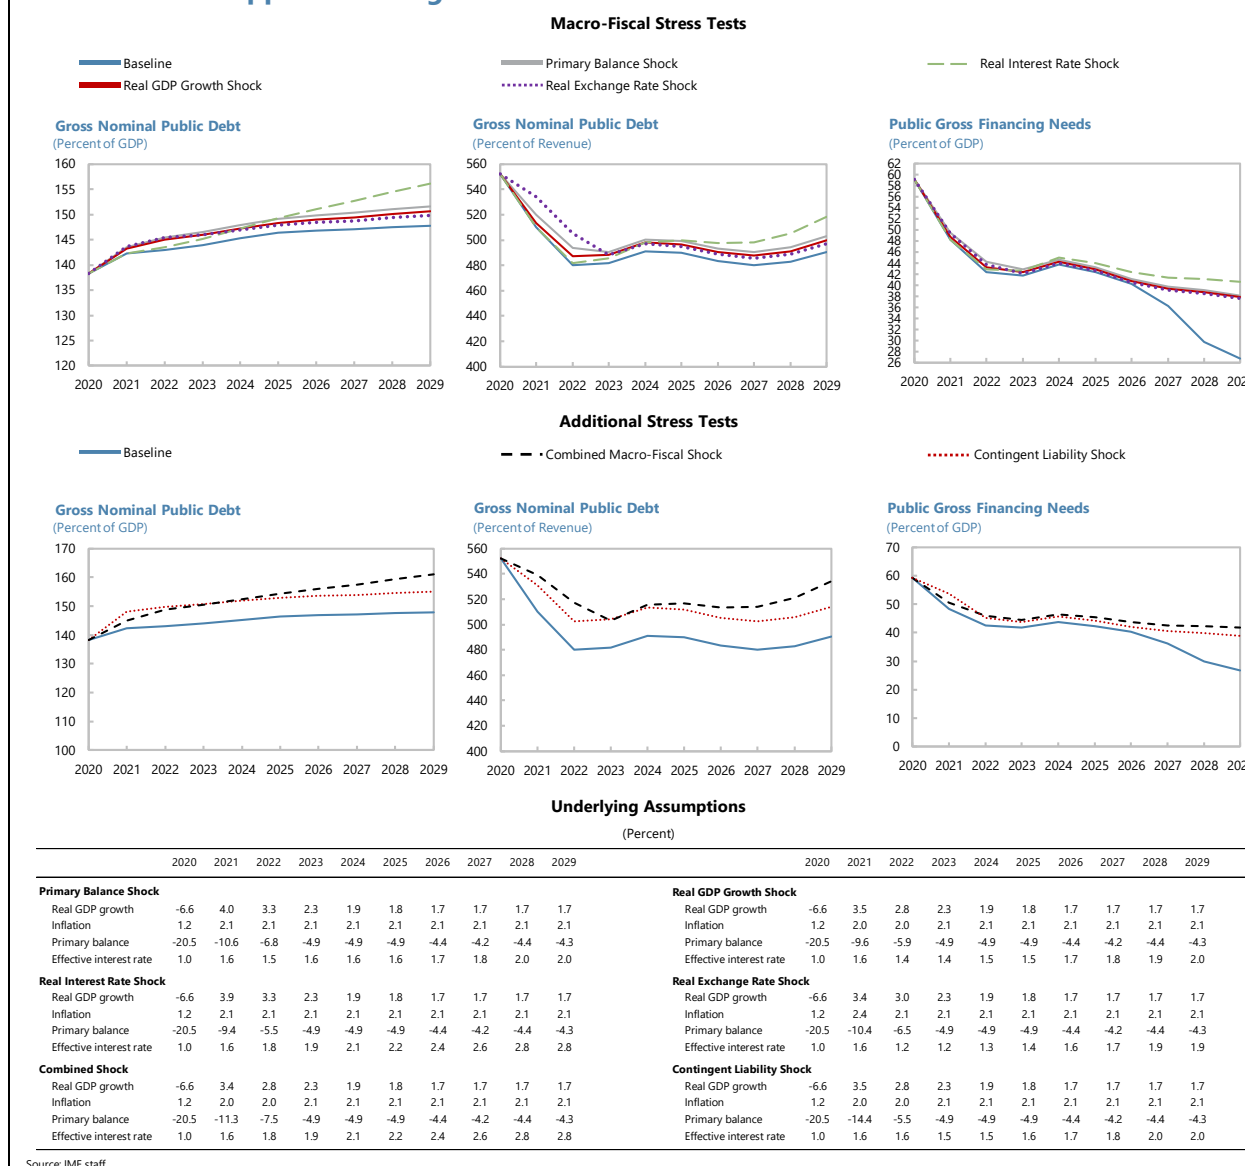 Macro-Fiscal Stress Tests
Baseline
Primary Balance Shock
Real Interest Rate Shock
Real GDP Growth Shock
Real Exchange Rate Shock
Gross Nominal Public Debt
(Percent of GDP)
160
155
150
145
140
135
130
125
120
2020 2021 2022 2023 2024 2025 2026 2027 2028 2029
Gross Nominal Public Debt
(Percent of Revenue)
560
540
520
500
480
460
440
420
400
2020 2021 2022 2023 2024 2025 2026 2027 2028 2029
Public Gross Financing Needs
(Percent of GDP)
62
60
58
56
54
52
50
48
46
44
42
40
38
36
34
32
30
28
26
2020 2021 2022 2023 2024 2025 2026 2027 2028
Additional Stress Tests
Baseline
Combined Macro-Fiscal Shock
Contingent Liability Shock
Gross Nominal Public Debt
(Percent of GDP)
170
160
150
140
130
120
110
100
2020 2021 2022 2023 2024 2025 2026 2027 2028 2029
Gross Nominal Public Debt
(Percent of Revenue)
560
540
520
500
480
460
440
420
400
2020 2021 2022 2023 2024 2025 2026 2027 2028 2029
Public Gross Financing Needs
(Percent of GDP)
70
60
50
40
30
20
10
0
2020 2021 2022 2023 2024 2025 2026 2027 2028
Underlying Assumptions
(Percent)
2020 2021 2022 2023 2024 2025 2026 2027 2028 2029
Primary Balance Shock
Real GDP growth -6.6 4.0 3.3 2.3 1.9 1.8 1.7 1.7 1.7 1.7
Inflation 1.2 2.1 2.1 2.1 2.1 2.1 2.1 2.1 2.1 2.1
Primary balance -20.5 -10.6 -6.8 -4.9 -4.9 -4.9 -4.4 -4.2 -4.4 -4.3
Effective interest rate 1.0 1.6 1.5 1.6 1.6 1.6 1.7 1.8 2.0 2.0
Real Interest Rate Shock
Real GDP growth -6.6 3.9 3.3 2.3 1.9 1.8 1.7 1.7 1.7 1.7
Inflation 1.2 2.1 2.1 2.1 2.1 2.1 2.1 2.1 2.1 2.1
Primary balance -20.5 -9.4 -5.5 -4.9 -4.9 -4.9 -4.4 -4.2 -4.4 -4.3
Effective interest rate 1.0 1.6 1.8 1.9 2.1 2.2 2.4 2.6 2.8 2.8
Combined Shock
Real GDP growth -6.6 3.4 2.8 2.3 1.9 1.8 1.7 1.7 1.7 1.7
Inflation 1.2 2.0 2.0 2.1 2.1 2.1 2.1 2.1 2.1 2.1
Primary balance -20.5 -11.3 -7.5 -4.9 -4.9 -4.9 -4.4 -4.2 -4.4 -4.3
Effective interest rate 1.0 1.6 1.8 1.9 2.1 2.2 2.4 2.6 2.8 2.8
2020 2021 2022 2023 2024 2025 2026 2027 2028 2029
Real GDP Growth Shock
Real GDP growth -6.6 3.5 2.8 2.3 1.9 1.8 1.7 1.7 1.7 1.7
Inflation 1.2 2.0 2.0 2.1 2.1 2.1 2.1 2.1 2.1 2.1
Primary balance -20.5 -9.6 -5.9 -4.9 -4.9 -4.9 -4.4 -4.2 -4.4 -4.3
Effective interest rate 1.0 1.6 1.4 1.4 1.5 1.5 1.7 1.8 1.9 2.0
Real Exchange Rate Shock
Real GDP growth -6.6 3.4 3.0 2.3 1.9 1.8 1.7 1.7 1.7 1.7
Inflation 1.2 2.4 2.1 2.1 2.1 2.1 2.1 2.1 2.1 2.1
Primary balance -20.5 -10.4 -6.5 -4.9 -4.9 -4.9 -4.4 -4.2 -4.4 -4.3
Effective interest rate 1.0 1.6 1.2 1.2 1.3 1.4 1.6 1.7 1.9 1.9
Contingent Liability Shock
Real GDP growth -6.6 3.5 2.8 2.3 1.9 1.8 1.7 1.7 1.7 1.7
Inflation 1.2 2.0 2.0 2.1 2.1 2.1 2.1 2.1 2.1 2.1
Primary balance -20.5 -14.4 -5.5 -4.9 -4.9 -4.9 -4.4 -4.2 -4.4 -4.3
Effective interest rate 1.0 1.6 1.6 1.5 1.5 1.6 1.7 1.8 2.0 2.0
Source: IMF staff